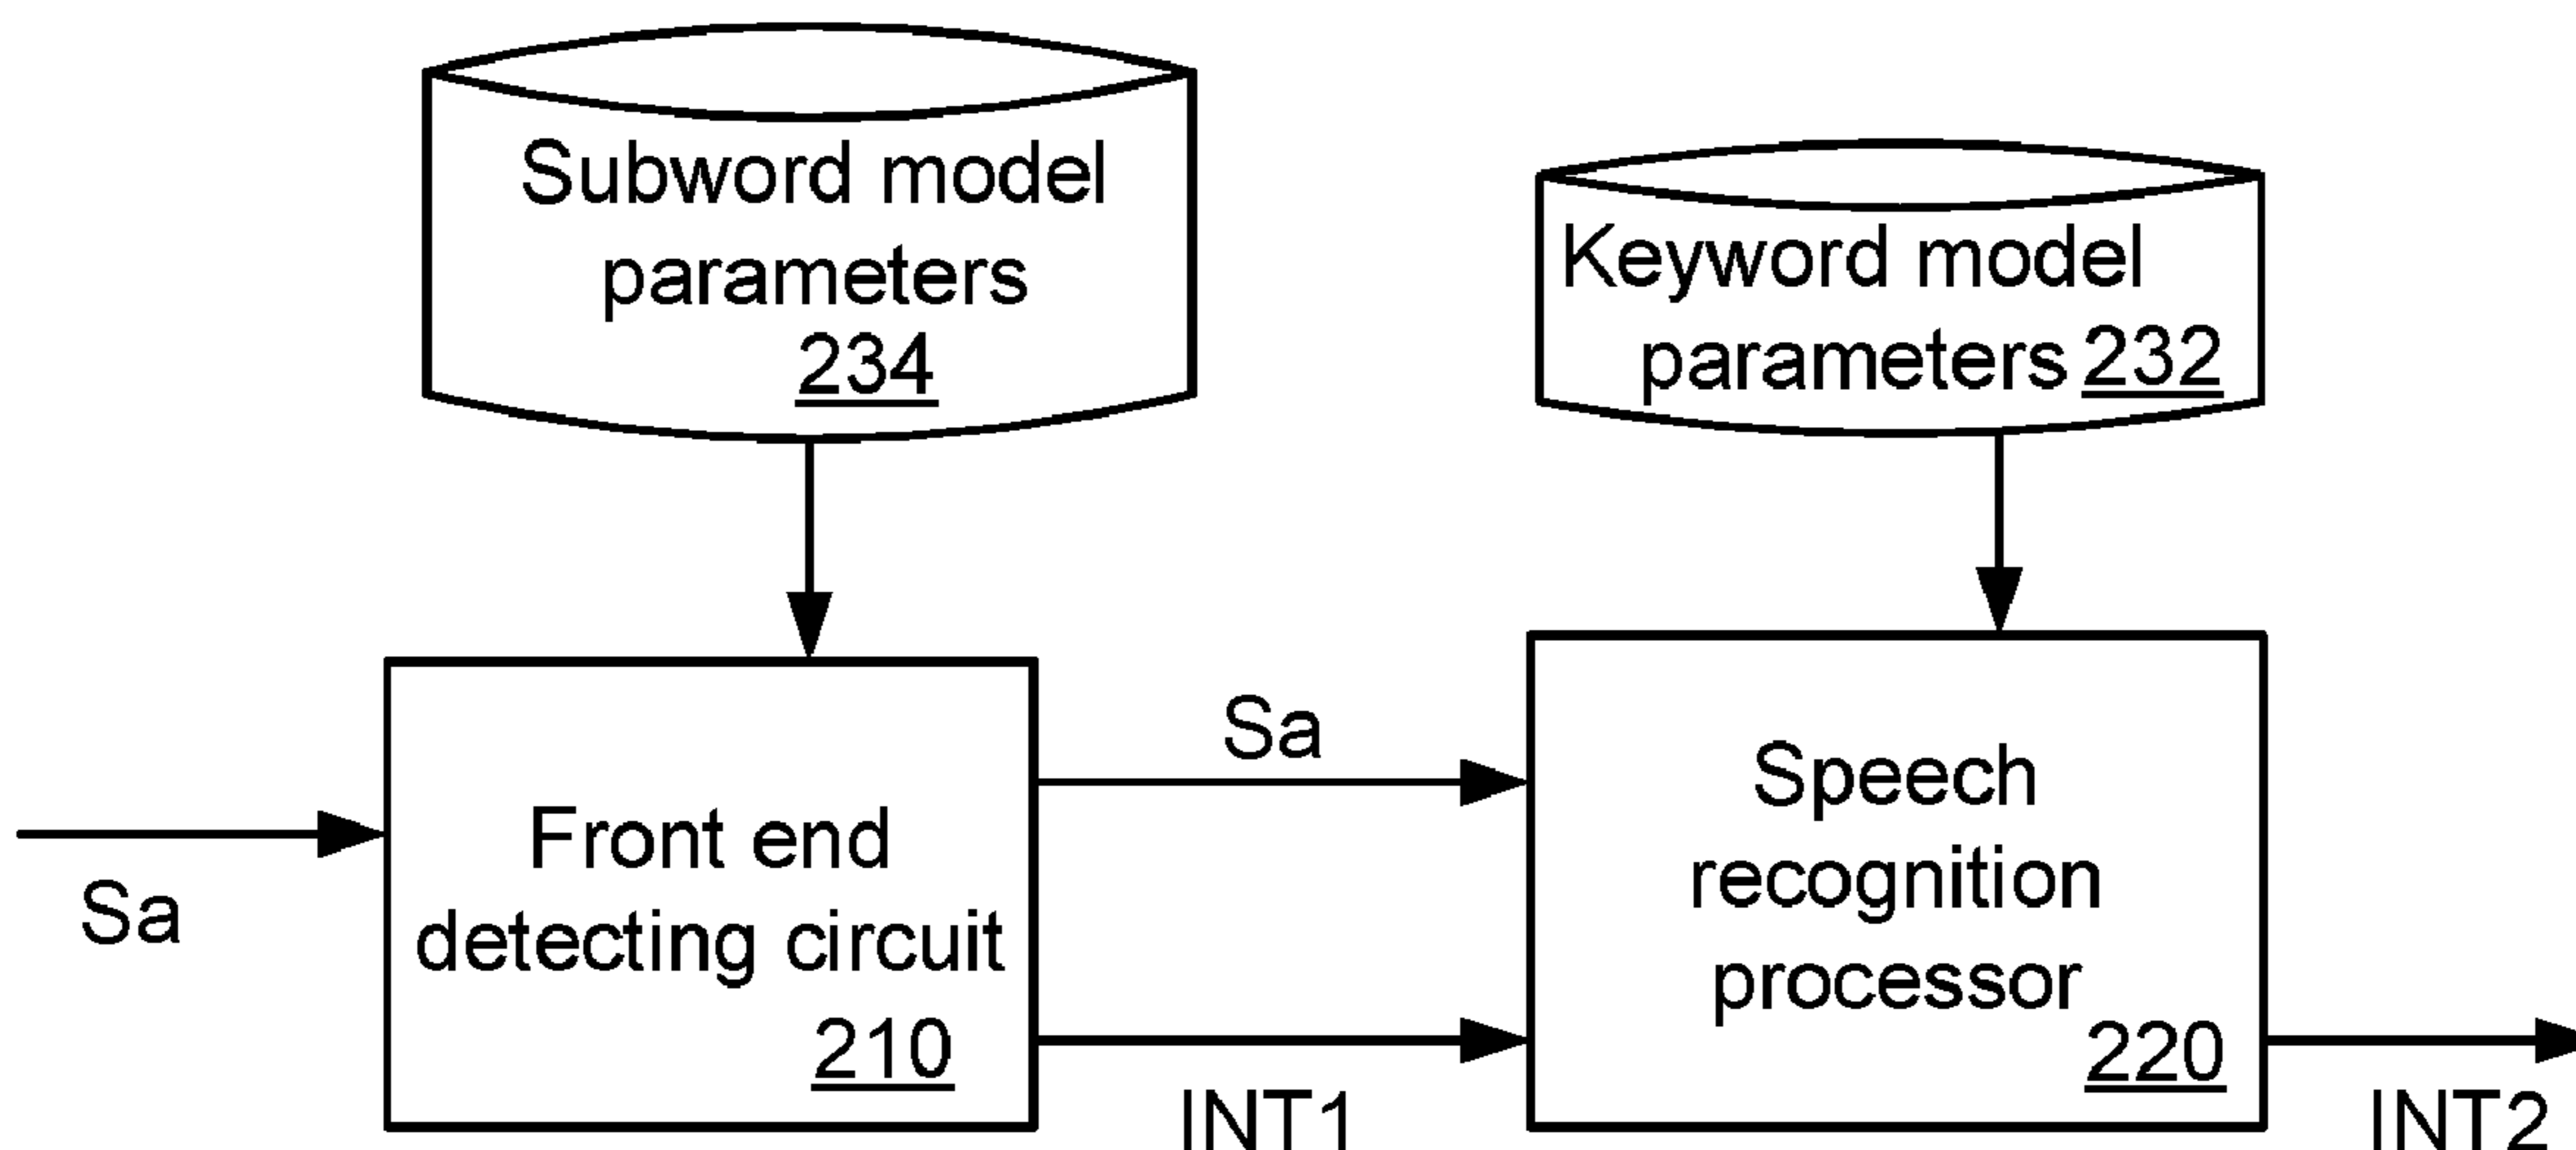 Subword model
parameters
234
Keyword model
parameters 232
Sa
Front end
detecting circuit
210
Sa
INT1
Speech
recognition
processor
220
INT2